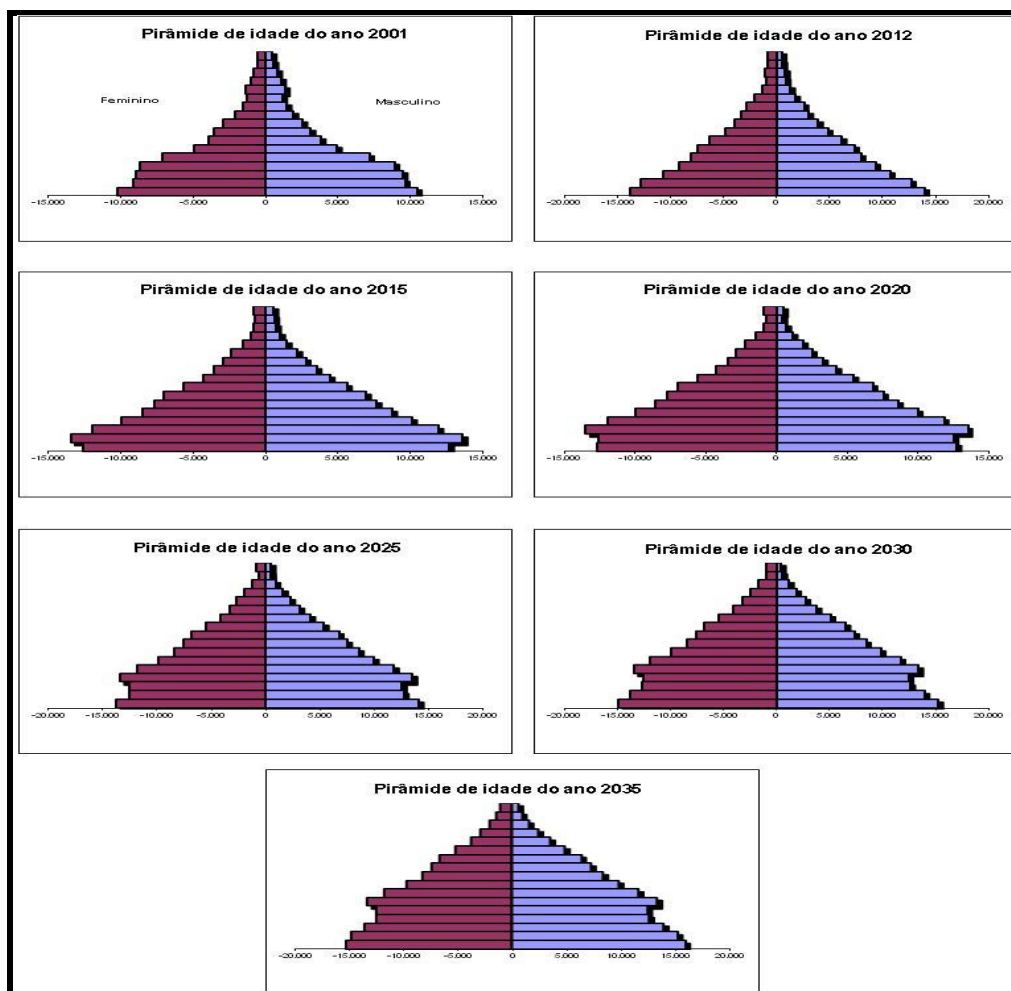 Pirâmide de idade do ano 2001
Feminino
Masculino
-15.000 -10.000 -5.000 0 5.000 10.000 15.000
Pirâmide de idade do ano 2012
-20.000 -15.000 -10.000 -5.000 0 5.000 10.000 15.000 20.000
Pirâmide de idade do ano 2015
-15.000 -10.000 -5.000 0 5.000 10.000 15.000
Pirâmide de idade do ano 2020
-15.000 -10.000 -5.000 0 5.000 10.000 15.000
Pirâmide de idade do ano 2025
-20.000 -15.000 -10.000 -5.000 0 5.000 10.000 15.000 20.000
Pirâmide de idade do ano 2030
-20.000 -15.000 -10.000 -5.000 0 5.000 10.000 15.000 20.000
Pirâmide de idade do ano 2035
-20.000 -15.000 -10.000 -5.000 0 5.000 10.000 15.000 20.000